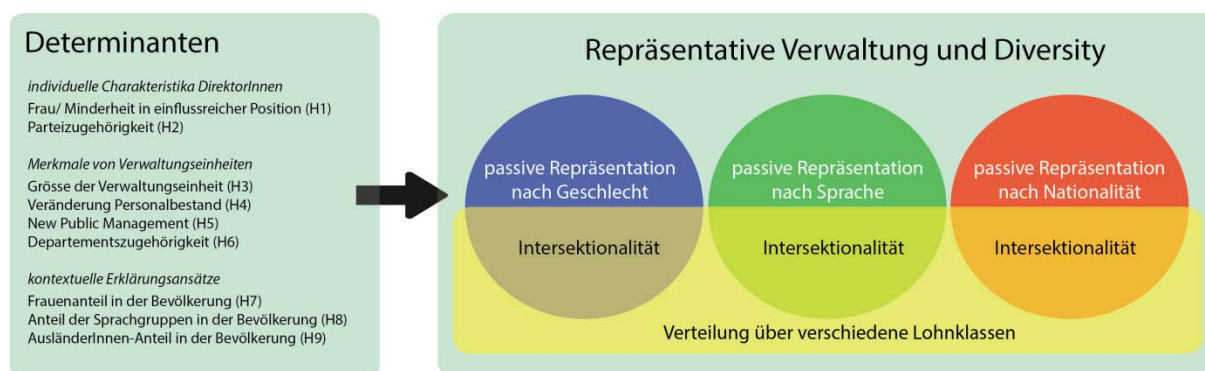 Determinanten
individuelle Charakteristika DirektorInnen
Frau/ Minderheit in einflussreicher Position (H1)
Parteizugehörigkeit (H2)
Merkmale von Verwaltungseinheiten
Grösse der Verwaltungseinheit (H3)
Veränderung Personalbestand (H4)
New Public Management (H5)
Departementszugehörigkeit (H6)
kontextuelle Erklärungsansätze
Frauenanteil in der Bevölkerung (H7)
Anteil der Sprachgruppen in der Bevölkerung (H8)
AusländerInnen-Anteil in der Bevölkerung (H9)
Repräsentative Verwaltung und Diversity
passive Repräsentation
nach Geschlecht
Intersektionalität
passive Repräsentation
nach Sprache
Intersektionalität
passive Repräsentation
nach Nationalität
Intersektionalität
Verteilung über verschiedene Lohnklassen